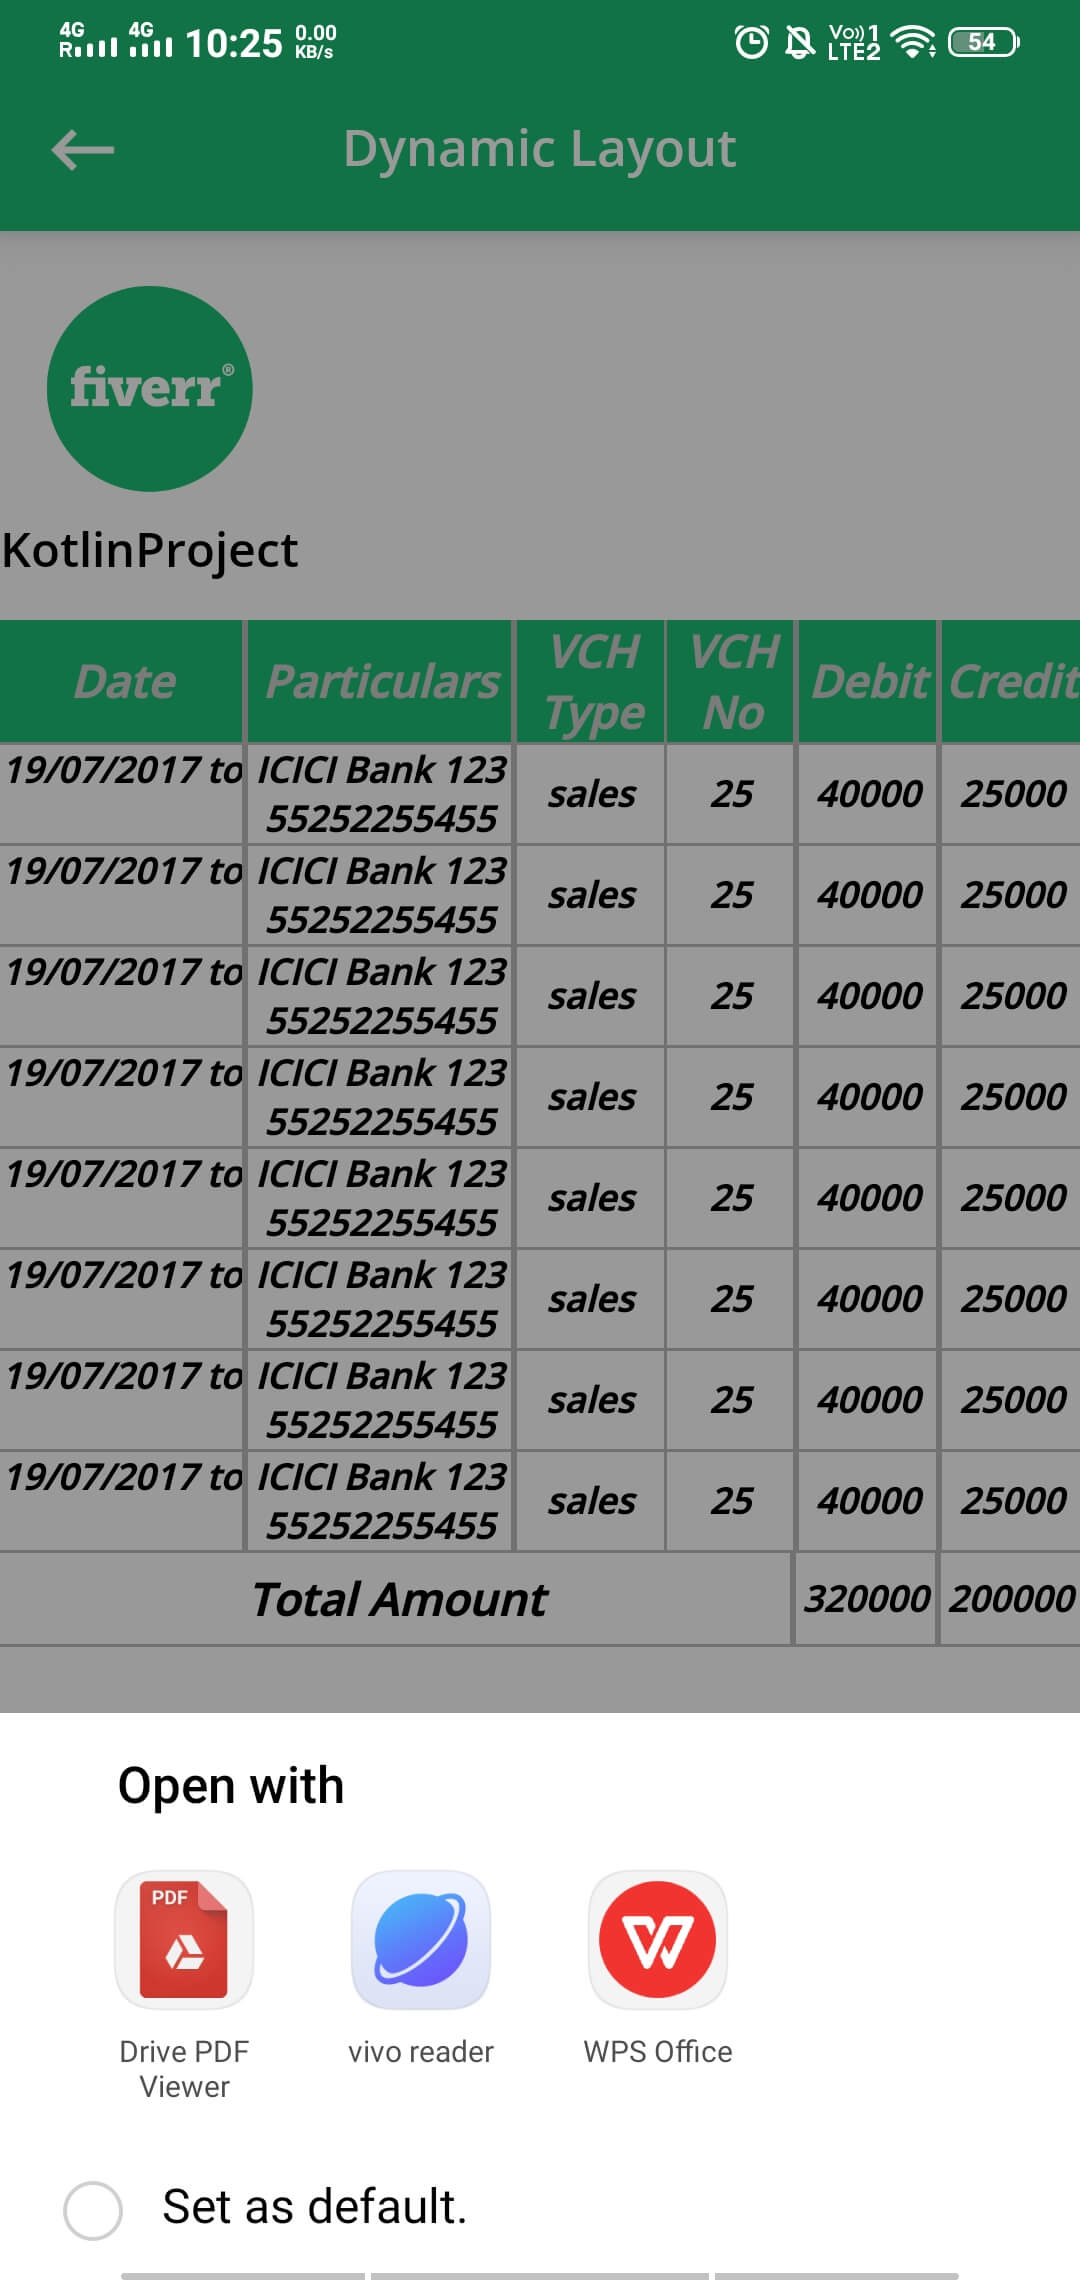 4G 4G 10:25 0.00
R KB/s
Vo)) 1
LTE2
54
Dynamic Layout
fiverr®
KotlinProject
Date Particulars VCH Type VCH No Debit Credit
19/07/2017 to ICICI Bank 123 55252255455 sales 25 40000 25000
19/07/2017 to ICICI Bank 123 55252255455 sales 25 40000 25000
19/07/2017 to ICICI Bank 123 55252255455 sales 25 40000 25000
19/07/2017 to ICICI Bank 123 55252255455 sales 25 40000 25000
19/07/2017 to ICICI Bank 123 55252255455 sales 25 40000 25000
19/07/2017 to ICICI Bank 123 55252255455 sales 25 40000 25000
19/07/2017 to ICICI Bank 123 55252255455 sales 25 40000 25000
19/07/2017 to ICICI Bank 123 55252255455 sales 25 40000 25000
Total Amount 320000 200000
Open with
PDF
Drive PDF
Viewer
vivo reader
WPS Office
Set as default.